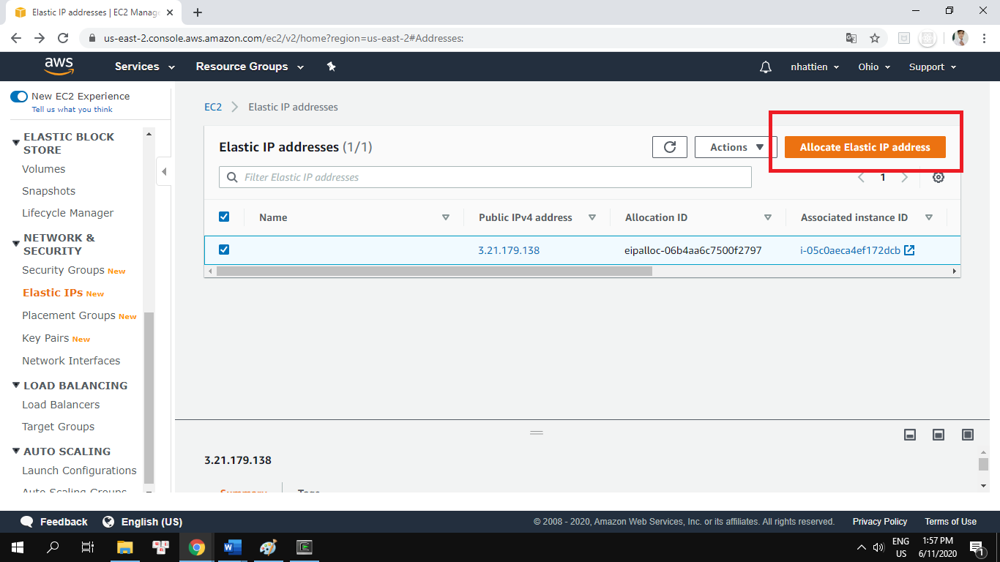 Elastic IP addresses | EC2 Manage
us-east-2.console.aws.amazon.com/ec2/v2/home?region=us-east-2#Addresses:
aws Services Resource Groups nhattien Ohio Support
New EC2 Experience
Tell us what you think
ELASTIC BLOCK
STORE
Volumes
Snapshots
Lifecycle Manager
NETWORK &
SECURITY
Security Groups New
Elastic IPs New
Placement Groups New
Key Pairs New
Network Interfaces
LOAD BALANCING
Load Balancers
Target Groups
AUTO SCALING
Launch Configurations
Auto Scaling Groups
EC2 Elastic IP addresses
Elastic IP addresses (1/1) Actions Allocate Elastic IP address
Filter Elastic IP addresses 1
Name Public IPv4 address Allocation ID Associated instance ID
3.21.179.138 eipalloc-06b4aa6c7500f2797 i-05c0aeca4ef172dcb
3.21.179.138
Summary Tags
Feedback English (US) © 2008 - 2020, Amazon Web Services, Inc. or its affiliates. All rights reserved. Privacy Policy Terms of Use
ENG 1:57 PM
US 6/11/2020 1